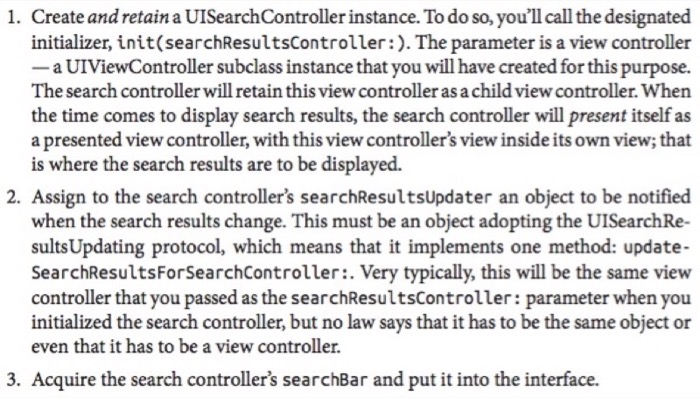 1. Create and retain a UISearchController instance. To do so, you'll call the designated
initializer, init(searchResultsController:). The parameter is a view controller
— a UIViewController subclass instance that you will have created for this purpose.
The search controller will retain this view controller as a child view controller. When
the time comes to display search results, the search controller will present itself as
a presented view controller, with this view controller's view inside its own view; that
is where the search results are to be displayed.
2. Assign to the search controller's searchResultsUpdater an object to be notified
when the search results change. This must be an object adopting the UISearchRe-
sultsUpdating protocol, which means that it implements one method: update-
SearchResultsForSearchController:. Very typically, this will be the same view
controller that you passed as the searchResultsController: parameter when you
initialized the search controller, but no law says that it has to be the same object or
even that it has to be a view controller.
3. Acquire the search controller's searchBar and put it into the interface.